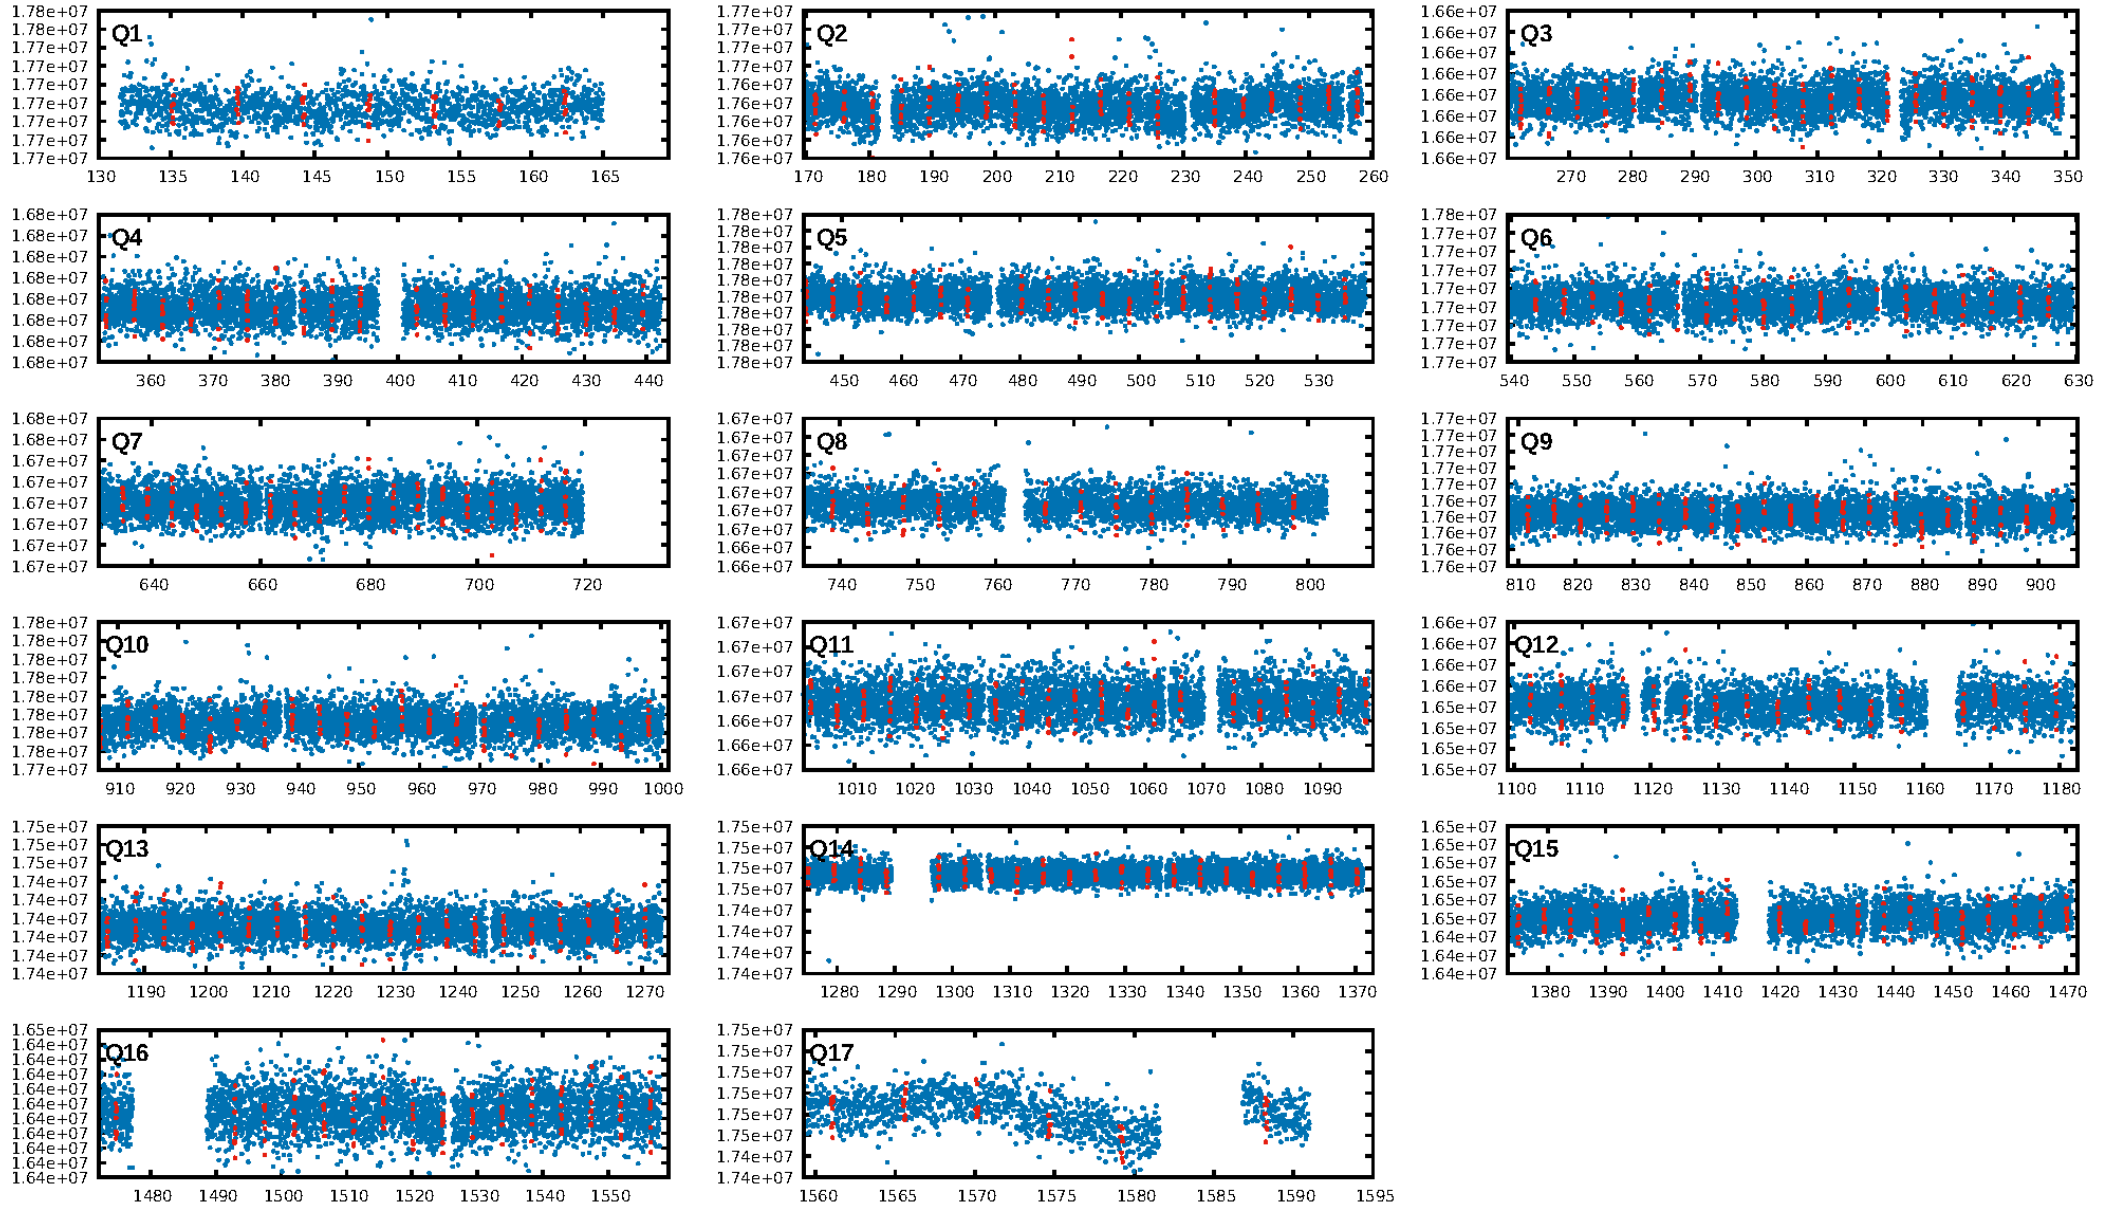 1.78e+07
1.78e+07
1.77e+07
1.77e+07
1.77e+07
1.77e+07
1.77e+07
1.77e+07
1.77e+07
Q1
130 135 140 145 150 155 160 165
1.77e+07
1.77e+07
1.77e+07
1.77e+07
1.76e+07
1.76e+07
1.76e+07
1.76e+07
1.76e+07
Q2
170 180 190 200 210 220 230 240 250 260
1.66e+07
1.66e+07
1.66e+07
1.66e+07
1.66e+07
1.66e+07
1.66e+07
1.66e+07
Q3
270 280 290 300 310 320 330 340 350
1.68e+07
1.68e+07
1.68e+07
1.68e+07
1.68e+07
1.68e+07
1.68e+07
1.68e+07
Q4
360 370 380 390 400 410 420 430 440
1.78e+07
1.78e+07
1.78e+07
1.78e+07
1.78e+07
1.78e+07
1.78e+07
1.78e+07
1.78e+07
1.78e+07
Q5
450 460 470 480 490 500 510 520 530
1.78e+07
1.77e+07
1.77e+07
1.77e+07
1.77e+07
1.77e+07
1.77e+07
1.77e+07
1.77e+07
Q6
540 550 560 570 580 590 600 610 620 630
1.68e+07
1.68e+07
1.67e+07
1.67e+07
1.67e+07
1.67e+07
1.67e+07
1.67e+07
Q7
640 660 680 700 720
1.67e+07
1.67e+07
1.67e+07
1.67e+07
1.67e+07
1.67e+07
1.67e+07
1.66e+07
1.66e+07
Q8
740 750 760 770 780 790 800
1.77e+07
1.77e+07
1.77e+07
1.77e+07
1.77e+07
1.76e+07
1.76e+07
1.76e+07
1.76e+07
1.76e+07
Q9
810 820 830 840 850 860 870 880 890 900
1.78e+07
1.78e+07
1.78e+07
1.78e+07
1.78e+07
1.78e+07
1.78e+07
1.78e+07
1.77e+07
Q10
910 920 930 940 950 960 970 980 990 1000
1.67e+07
1.67e+07
1.67e+07
1.67e+07
1.66e+07
1.66e+07
1.66e+07
Q11
1010 1020 1030 1040 1050 1060 1070 1080 1090
1.66e+07
1.66e+07
1.66e+07
1.66e+07
1.65e+07
1.65e+07
1.65e+07
1.65e+07
Q12
1100 1110 1120 1130 1140 1150 1160 1170 1180
1.75e+07
1.75e+07
1.75e+07
1.74e+07
1.74e+07
1.74e+07
1.74e+07
1.74e+07
1.74e+07
Q13
1190 1200 1210 1220 1230 1240 1250 1260 1270
1.75e+07
1.75e+07
1.75e+07
1.75e+07
1.74e+07
1.74e+07
1.74e+07
1.74e+07
Q14
1280 1290 1300 1310 1320 1330 1340 1350 1360 1370
1.65e+07
1.65e+07
1.65e+07
1.65e+07
1.65e+07
1.65e+07
1.64e+07
1.64e+07
1.64e+07
Q15
1380 1390 1400 1410 1420 1430 1440 1450 1460 1470
1.65e+07
1.64e+07
1.64e+07
1.64e+07
1.64e+07
1.64e+07
1.64e+07
1.64e+07
1.64e+07
1.64e+07
1.64e+07
Q16
1480 1490 1500 1510 1520 1530 1540 1550
1.75e+07
1.75e+07
1.75e+07
1.75e+07
1.75e+07
1.75e+07
1.74e+07
1.74e+07
Q17
1560 1565 1570 1575 1580 1585 1590 1595